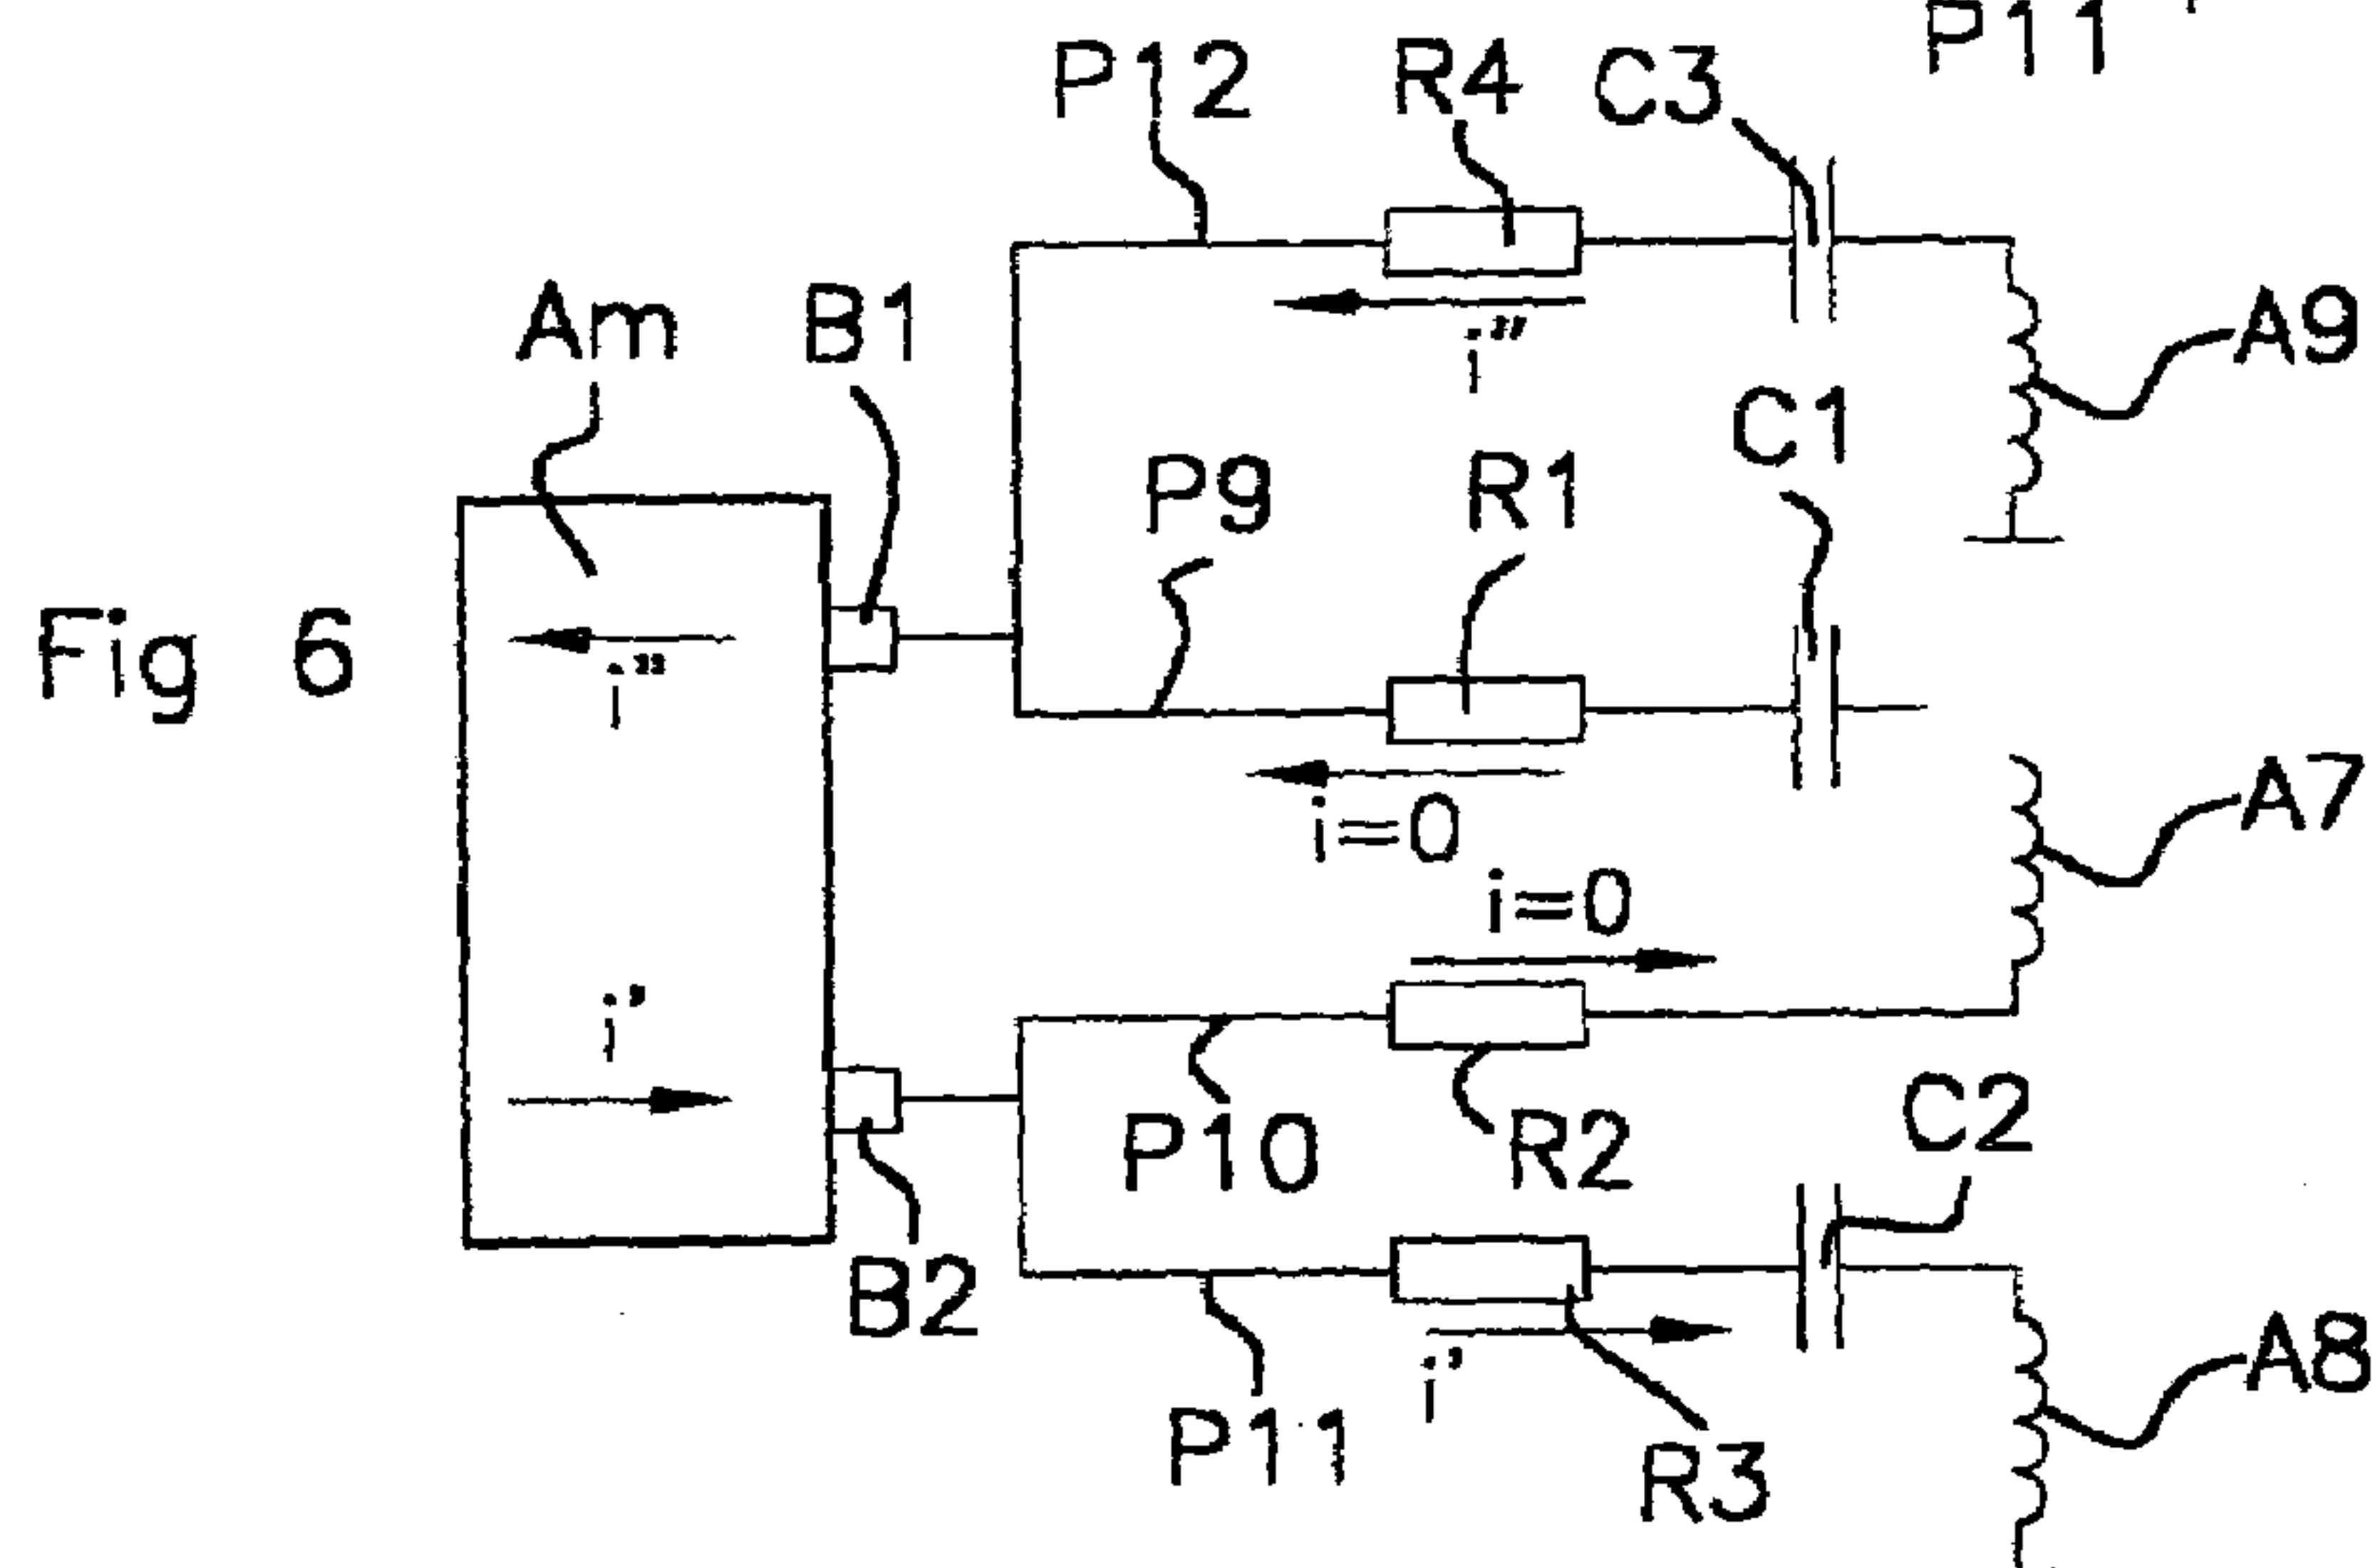 P11
P12 R4 C3
Am B1
i"
A9
C1
P9 R1
Fig 6
i"
A7
i=0
i=0
i'
P10 R2 C2
B2
i'
A8
P11
R3